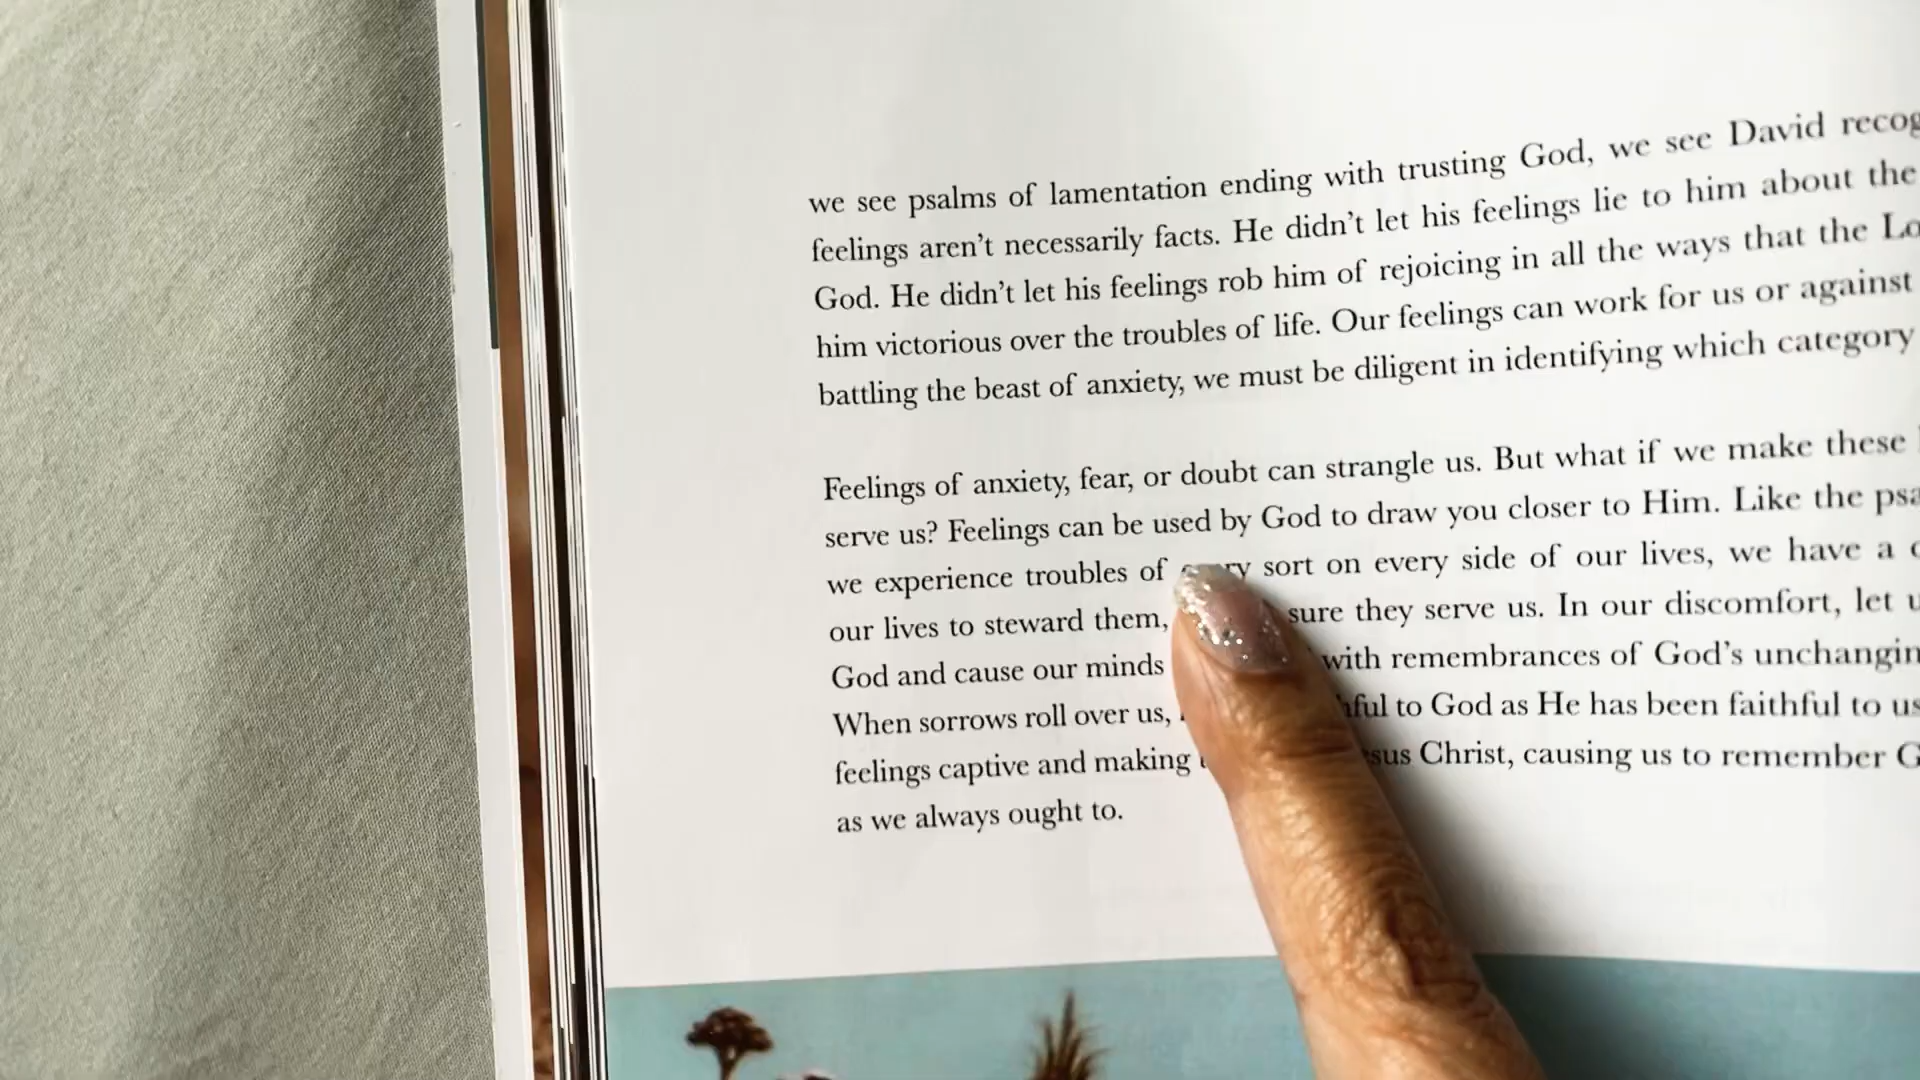 we see psalms of lamentation ending with trusting God, we see David
feelings aren't necessarily facts. He didn't let his feelings lie to him about the
God. He didn't let his feelings rob him of rejoicing in all the ways that the
him victorious over the troubles of life. Our feelings can work for us or against
battling the beast of anxiety, we must be diligent in identifying which category
Feelings of anxiety, fear, or doubt can strangle us. But what if we make these
serve us? Feelings can be used by God to draw you closer to Him. Like the
we experience troubles of sort on every side of our lives, we have a
our lives to steward them, sure they serve us. In our discomfort, let
God and cause our minds with remembrances of God's
When sorrows roll over us, to God as He has been faithful to us
feelings captive and making Christ, causing us to remember
as we always ought to.